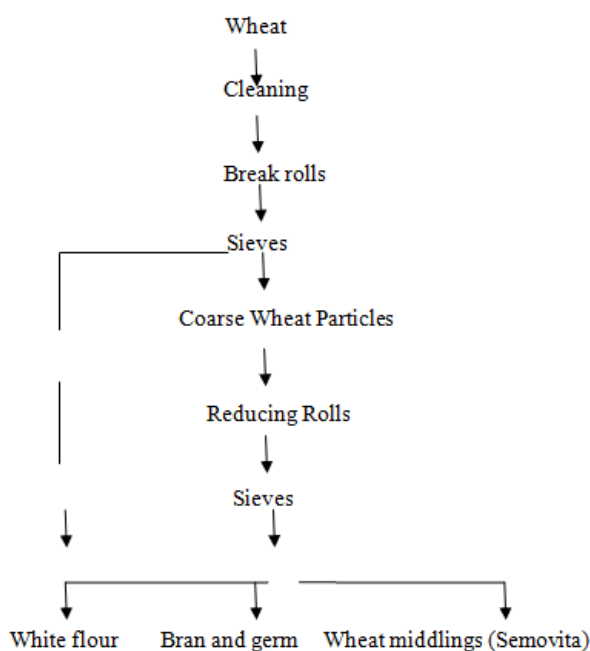 Wheat
Cleaning
Break rolls
Sieves
Coarse Wheat Particles
Reducing Rolls
Sieves
White flour Bran and germ Wheat middlings (Semovita)